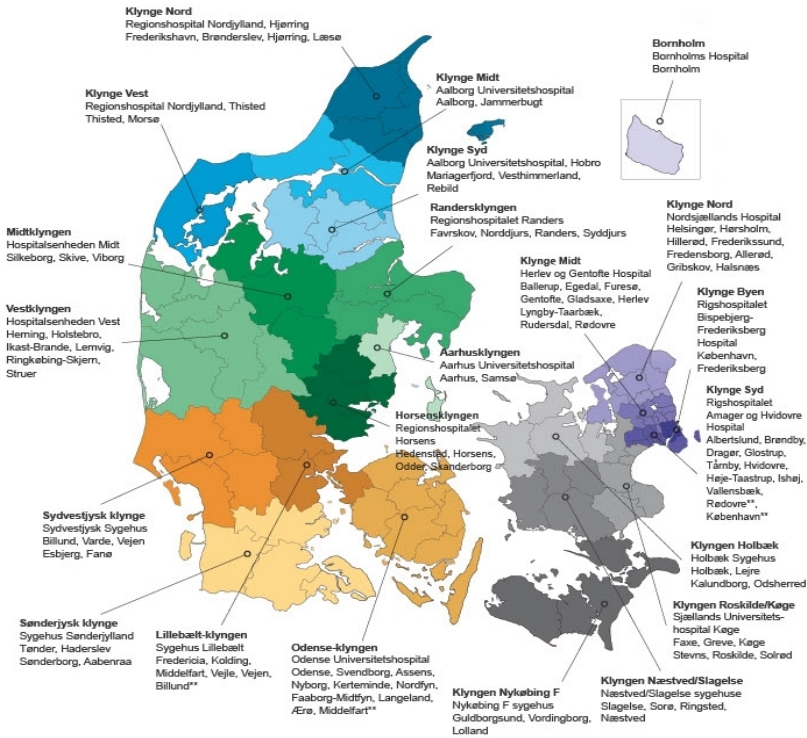 Klynge Nord
Regionshospital Nordjylland, Hjørring
Frederikshavn, Brønderslev, Hjørring, Læsø
Bornholm
Bornholms Hospital
Bornholm
Klynge Vest
Regionshospital Nordjylland, Thisted
Thisted, Morsø
Klynge Midt
Aalborg Universitetshospital
Aalborg, Jammerbugt
Klynge Syd
Aalborg Universitetshospital, Hobro
Mariagerfjord, Vesthimmerland,
Rebild
Randersklyngen
Regionshospitalet Randers
Favrskov, Norddjurs, Randers, Syddjurs
Klynge Nord
Nordsjællands Hospital
Helsingør, Hørsholm,
Hillerød, Frederikssund,
Fredensborg, Allerød,
Gribskov, Halsnæs
Midtklyngen
Hospitalsenheden Midt
Silkeborg, Skive, Viborg
Klynge Midt
Herlev og Gentofte Hospital
Ballerup, Egedal, Furesø,
Gentofte, Gladsaxe, Herlev
Lyngby-Taarbæk,
Rudersdal, Rødovre
Klynge Byen
Rigshospitalet
Bispebjerg-
Frederiksberg
Hospital
København,
Frederiksberg
Vestklyngen
Hospitalsenheden Vest
Herning, Holstebro,
Ikast-Brande, Lemvig,
Ringkøbing-Skjern,
Struer
Aarhusklyngen
Aarhus Universitetshospital
Aarhus, Samsø
Klynge Syd
Rigshospitalet
Amager og Hvidovre
Hospital
Albertslund, Brøndby,
Dragør, Glostrup,
Tårnby, Hvidovre,
Høje-Taastrup, Ishøj,
Vallensbæk,
Rødovre**,
København**
Horsensklyngen
Regionshospitalet
Horsens
Hedensted, Horsens,
Odder, Skanderborg
Sydvestjysk klynge
Sydvestjysk Sygehus
Billund, Varde, Vejen
Esbjerg, Fanø
Klyngen Holbæk
Holbæk Sygehus
Holbæk, Lejre
Kalundborg, Odsherred
Klyngen Roskilde/Køge
Sjællands Universitets-
hospital Køge
Faxe, Greve, Køge
Stevns, Roskilde, Solrød
Sønderjysk klynge
Sygehus Sønderjylland
Tønder, Haderslev
Sønderborg, Aabenraa
Lillebælt-klyngen
Sygehus Lillebælt
Fredericia, Kolding,
Middelfart, Vejle, Vejen,
Billund**
Odense-klyngen
Odense Universitetshospital
Odense, Svendborg, Assens,
Nyborg, Kerteminde, Nordfyn,
Faaborg-Midtfyn, Langeland,
Ærø, Middelfart**
Klyngen Nykøbing F
Nykøbing F sygehus
Guldborgsund, Vordingborg,
Lolland
Klyngen Næstved/Slagelse
Næstved/Slagelse sygehuse
Slagelse, Sorø, Ringsted,
Næstved